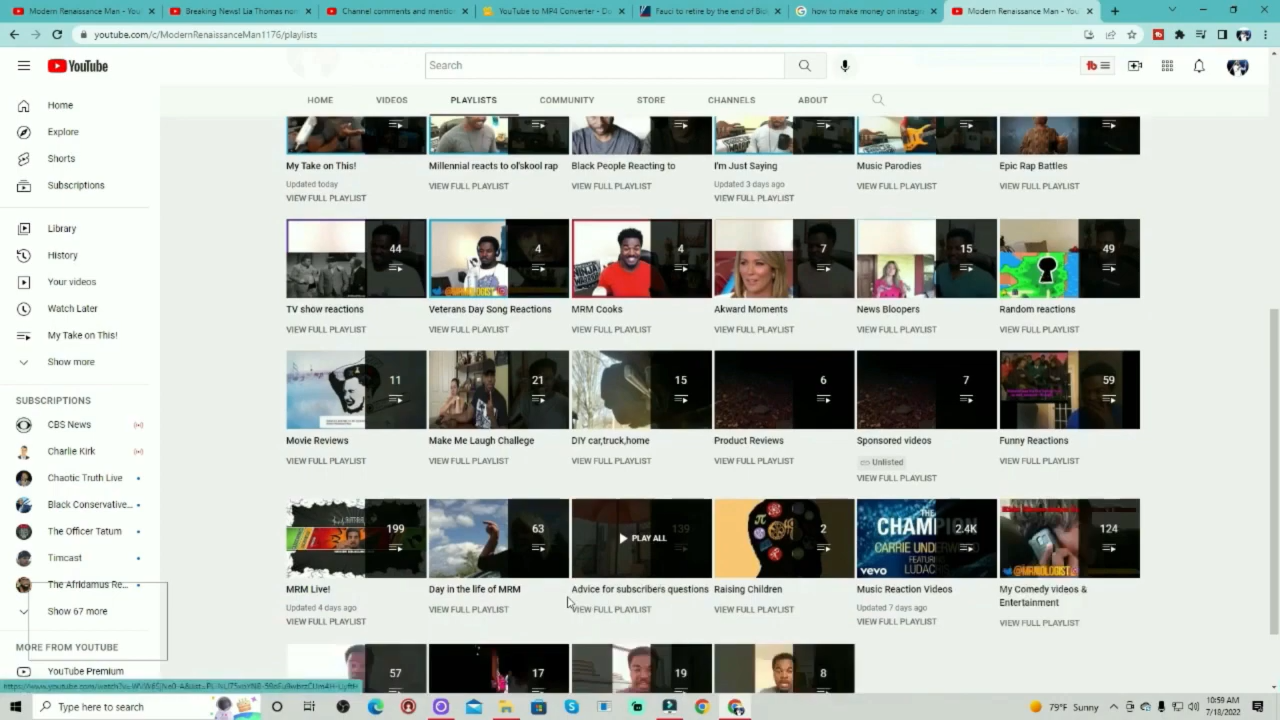 Modern Renaissance Man - You
Breaking News! Lia Thomas nom
Channel comments and mention
YouTube to MP4 Converter - Do
Fauci to retire by the end of Bid
how to make money on instagr
Modern Renaissance Man - You
youtube.com/c/ModernRenaissanceMan1176/playlists
YouTube
Search
HOME VIDEOS PLAYLISTS COMMUNITY STORE CHANNELS ABOUT
Home
Explore
Shorts
Subscriptions
Library
History
Your videos
Watch Later
My Take on This!
Show more
SUBSCRIPTIONS
CBS News
Charlie Kirk
Chaotic Truth Live
Black Conservative...
The Officer Tatum
Timcast
The Afridamus Re...
Show 67 more
MORE FROM YOUTUBE
YouTube Premium
My Take on This!
Updated today
VIEW FULL PLAYLIST
Millennial reacts to ol'skool rap
VIEW FULL PLAYLIST
Black People Reacting to
VIEW FULL PLAYLIST
I'm Just Saying
Updated 3 days ago
VIEW FULL PLAYLIST
Music Parodies
VIEW FULL PLAYLIST
Epic Rap Battles
VIEW FULL PLAYLIST
44
TV show reactions
VIEW FULL PLAYLIST
4
Veterans Day Song Reactions
VIEW FULL PLAYLIST
4
MRM Cooks
VIEW FULL PLAYLIST
7
Akward Moments
VIEW FULL PLAYLIST
15
News Bloopers
VIEW FULL PLAYLIST
49
Random reactions
VIEW FULL PLAYLIST
11
Movie Reviews
VIEW FULL PLAYLIST
21
Make Me Laugh Challege
VIEW FULL PLAYLIST
15
DIY car,truck,home
VIEW FULL PLAYLIST
6
Product Reviews
VIEW FULL PLAYLIST
7
Sponsored videos
Unlisted
VIEW FULL PLAYLIST
59
Funny Reactions
VIEW FULL PLAYLIST
199
MRM Live!
Updated 4 days ago
VIEW FULL PLAYLIST
63
Day in the life of MRM
VIEW FULL PLAYLIST
139
PLAY ALL
Advice for subscribers questions
VIEW FULL PLAYLIST
2
Raising Children
VIEW FULL PLAYLIST
THE
CHAMPION
2.4K
CARRIE UNDERWOOD
FEATURING
LUDACRIS
vevo
Music Reaction Videos
Updated 7 days ago
VIEW FULL PLAYLIST
124
@MRMOLOGIST
My Comedy videos &
Entertainment
VIEW FULL PLAYLIST
57
17
19
8
Type here to search
79°F Sunny
10:59 AM
7/18/2022